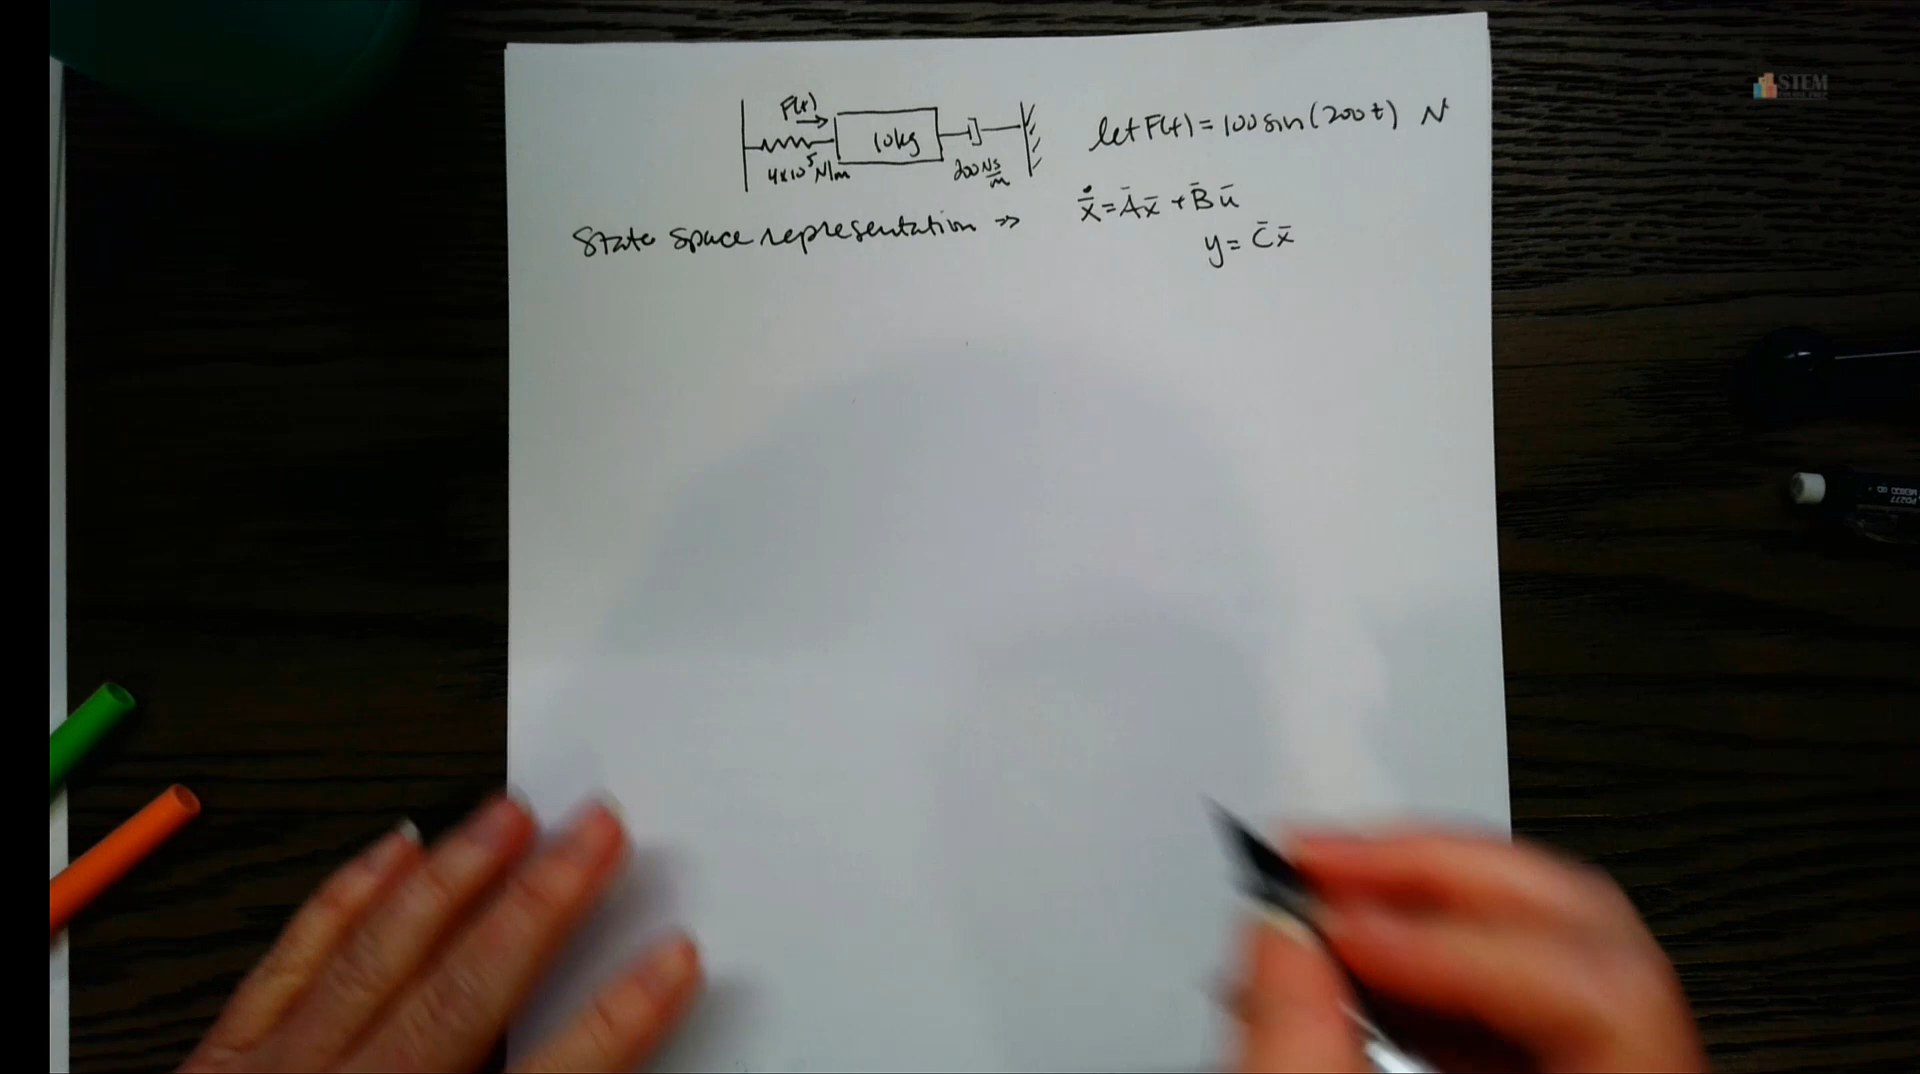 F(t)
10kg
4x10⁵ N/m
200 Ns/m
let F(t) = 100 sin(200t) N
State space representation ⇒
ẋ̄ = Āx̄ + B̄ū
y = C̄x̄
STEM